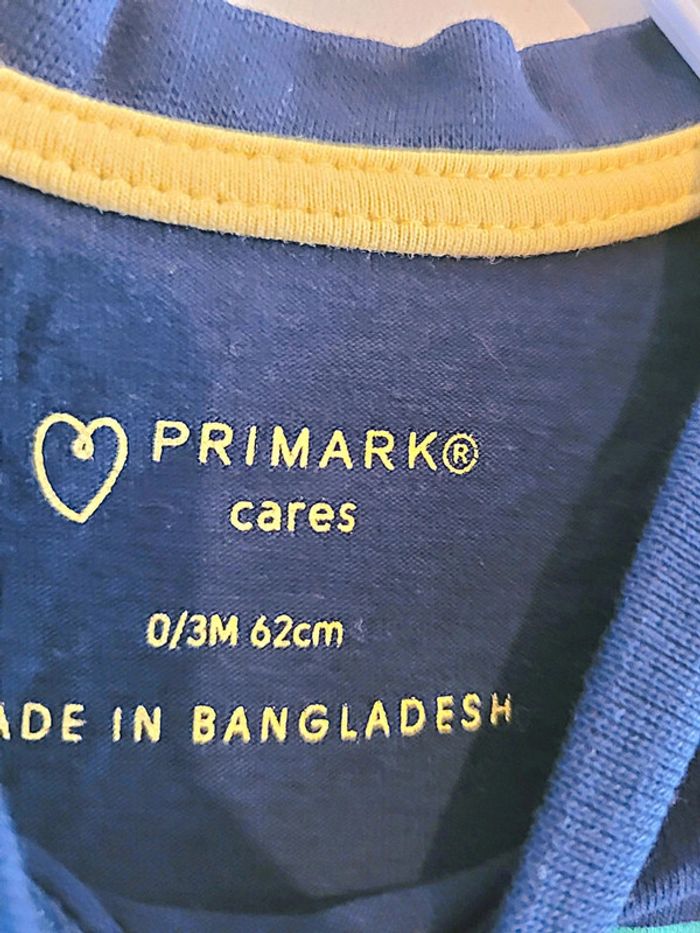 PRIMARK®
cares
0/3M 62cm
ADE IN BANGLADESH